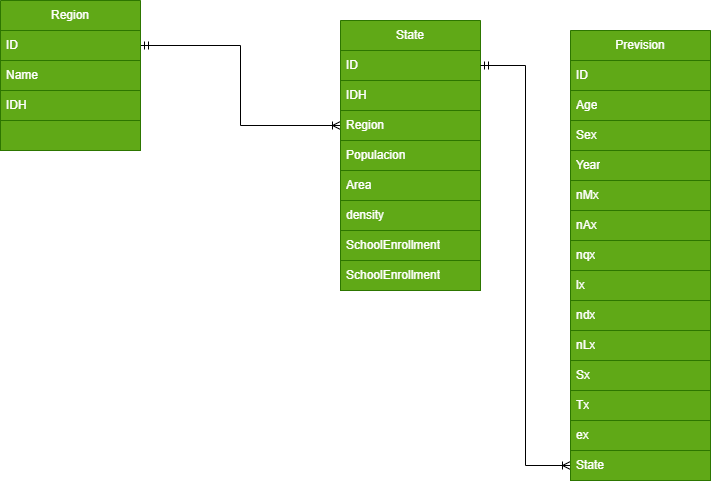 Region
ID
Name
IDH
State
ID
IDH
Region
Populacion
Area
density
SchoolEnrollment
SchoolEnrollment
Prevision
ID
Age
Sex
Year
nMx
nAx
nqx
lx
ndx
nLx
Sx
Tx
ex
State